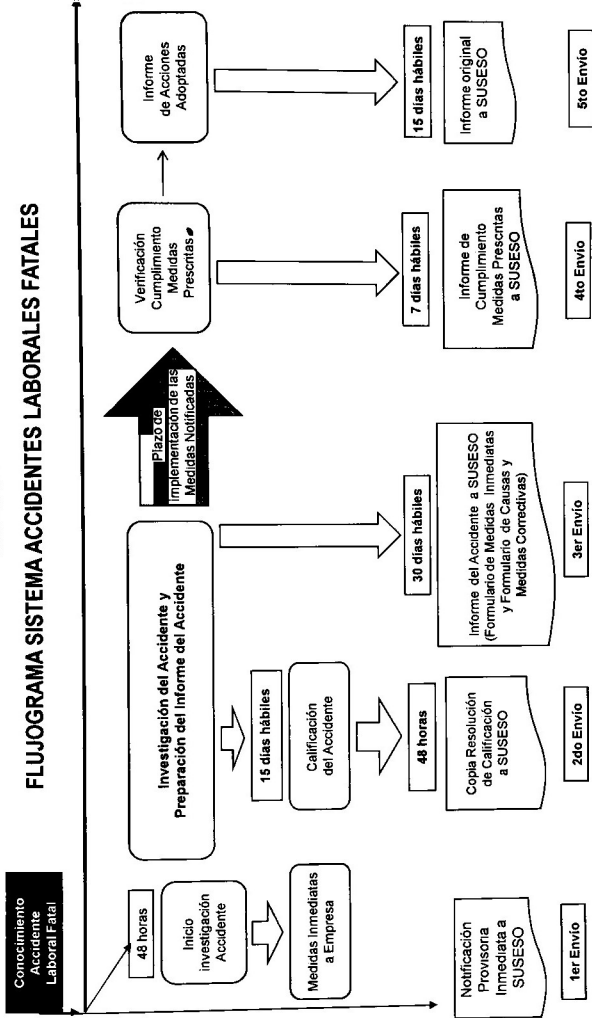 FLUJOGRAMA SISTEMA ACCIDENTES LABORALES FATALES
Conocimiento
Accidente
Laboral Fatal
48 horas
Inicio
investigación
Accidente
Medidas Inmediatas
a Empresa
Notificación
Provisoria
Inmediata a
SUSESO
1er Envío
Investigación del Accidente y
Preparación del Informe del Accidente
15 días hábiles
Calificación
del Accidente
48 horas
Copia Resolución
de Calificación
a SUSESO
2do Envío
30 días hábiles
Informe del Accidente a SUSESO
(Formulario de Medidas Inmediatas
y Formulario de Causas y
Medidas Correctivas)
3er Envío
Plazo de
Implementación de las
Medidas Notificadas
Verificación
Cumplimiento
Medidas
Prescntas
7 días hábiles
Informe de
Cumplimiento
Medidas Prescntas
a SUSESO
4to Envío
Informe
de Acciones
Adoptadas
15 días hábiles
Informe original
a SUSESO
5to Envío